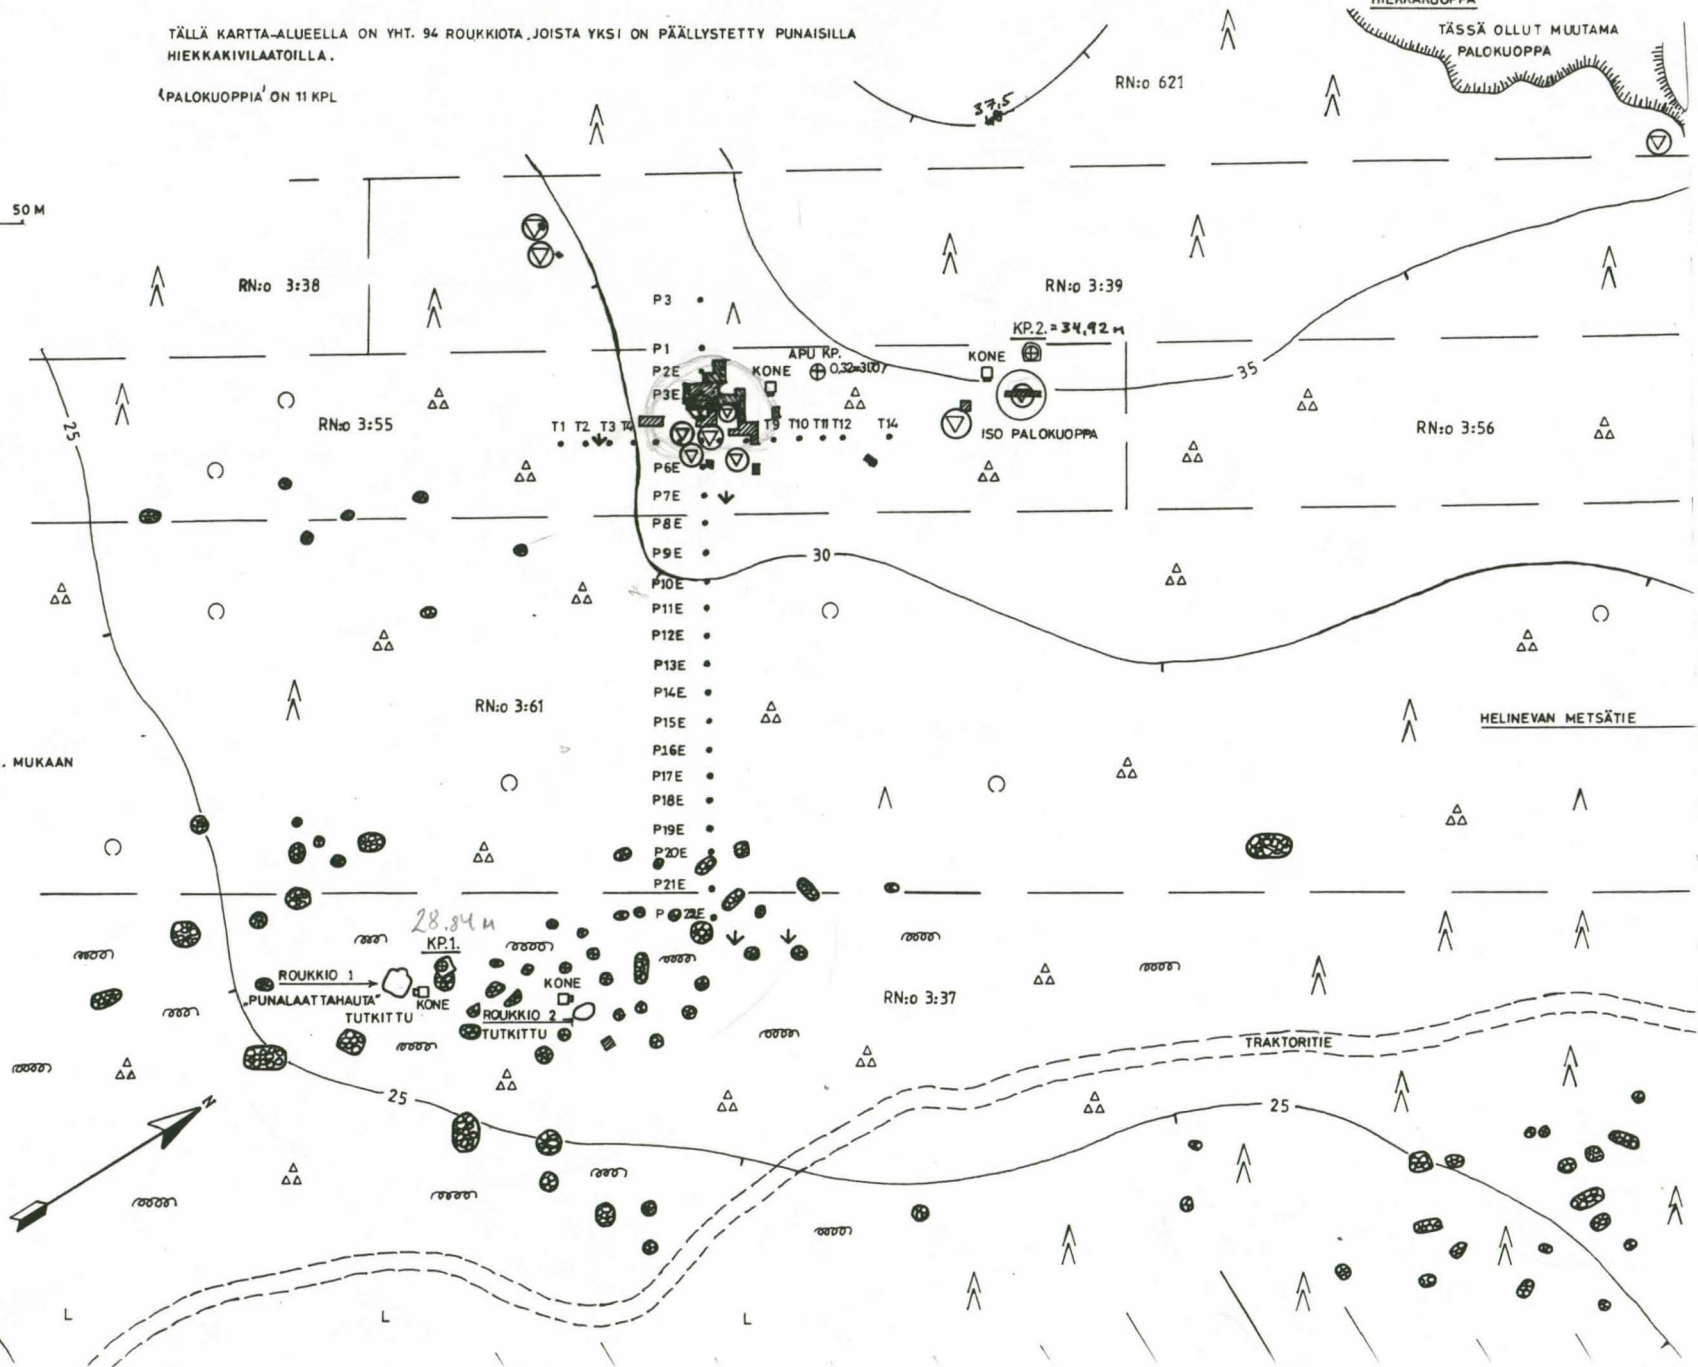 TÄLLÄ KARTTA-ALUEELLA ON YHT. 94 ROUKKIOTA, JOISTA YKSI ON PÄÄLLYSTETTY PUNAISILLA
HIEKKAKIVILAATOILLA.
'PALOKUOPPIA' ON 11 KPL
HIEKKAKUOPPA
TÄSSÄ OLLUT MUUTAMA
PALOKUOPPA
RN:o 621
37,5
50 M
RN:o 3:38
RN:o 3:39
P3
KP.2. = 34,92 M
P1
APU KP.
KONE
P2E
KONE
35
P3E
RN:o 3:55
25
T1 T2 T3 T4
T9 T10 T11 T12 T14
ISO PALOKUOPPA
RN:o 3:56
P6E
P7E
P8E
P9E
30
P10E
P11E
P12E
P13E
P14E
RN:o 3:61
P15E
HELINEVAN METSÄTIE
P16E
. MUKAAN
P17E
P18E
P19E
P20E
P21E
P 22E
28.84 M
KP.1.
ROUKKIO 1
"PUNALAATTAHAUTA"
TUTKITTU
KONE
KONE
ROUKKIO 2
TUTKITTU
RN:o 3:37
TRAKTORITIE
25
25
N
L
L
L